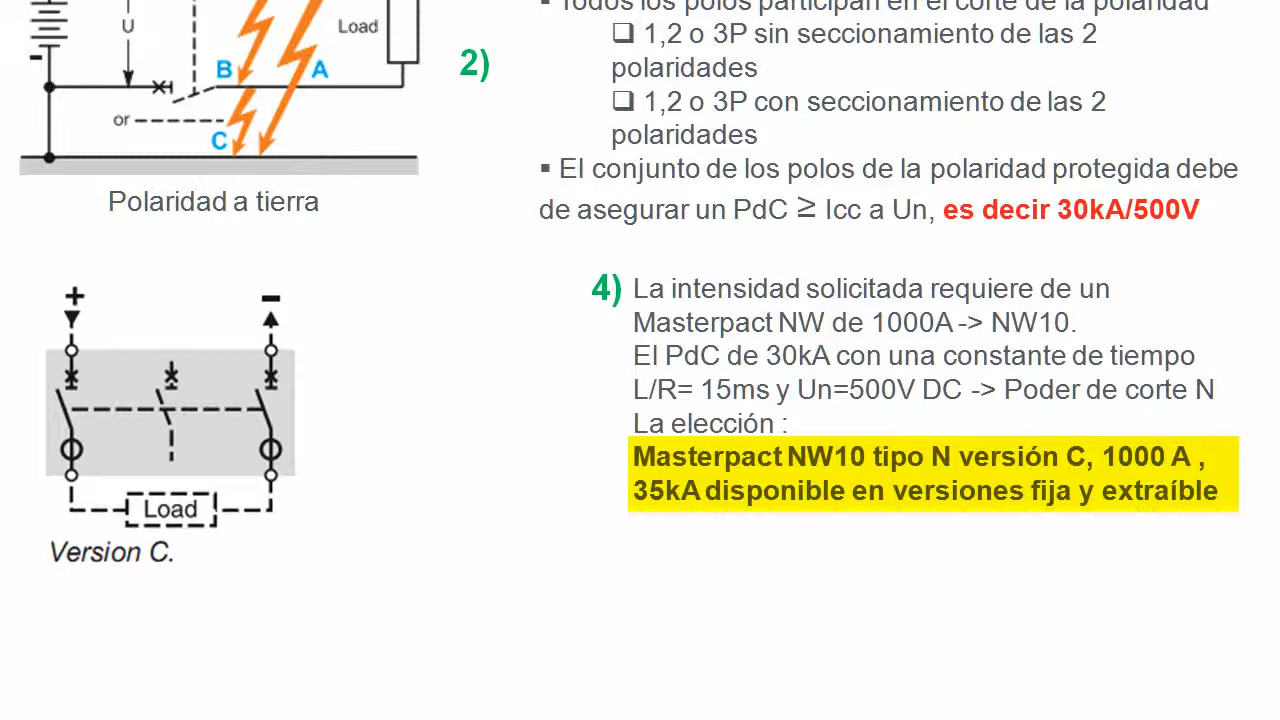 Todos los polos participan en el corte de la polaridad
❑ 1,2 o 3P sin seccionamiento de las 2
polaridades
❑ 1,2 o 3P con seccionamiento de las 2
polaridades
▪ El conjunto de los polos de la polaridad protegida debe
de asegurar un PdC ≥ Icc a Un, es decir 30kA/500V
2)
U
Load
-
B
A
or
C
Polaridad a tierra
4) La intensidad solicitada requiere de un
Masterpact NW de 1000A -> NW10.
El PdC de 30kA con una constante de tiempo
L/R= 15ms y Un=500V DC -> Poder de corte N
La elección :
Masterpact NW10 tipo N versión C, 1000 A ,
35kA disponible en versiones fija y extraíble
+ −
Load
Version C.